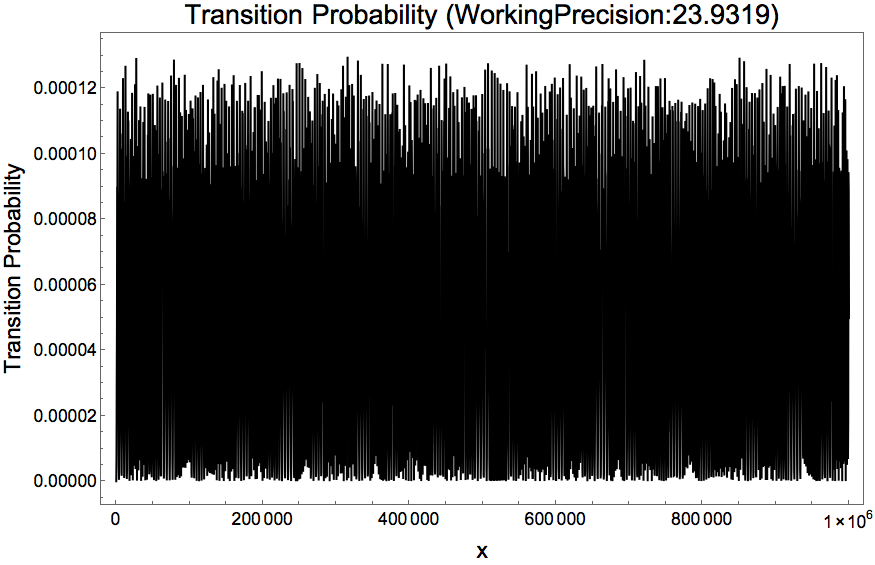 Transition Probability (WorkingPrecision:23.9319)
Transition Probability
0.00012
0.00010
0.00008
0.00006
0.00004
0.00002
0.00000
0 200 000 400 000 600 000 800 000 1×10⁶
x